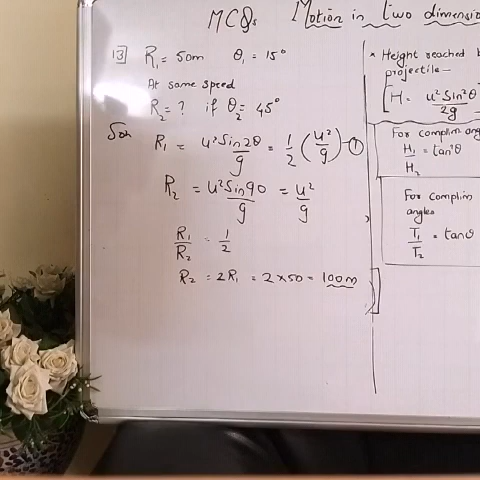 MCQs Motion in two dimensio
13 R₁ = 50m θ₁ = 15°
At same speed
R₂ = ? if θ₂ = 45°
Soln
R₁ = u²Sin2θ/g = 1/2 (u²/g) - ①
R₂ = u²Sin90/g = u²/g
R₁/R₂ = 1/2
R₂ = 2R₁ = 2×50 = 100m
* Height reached b
projectile -
H = u²Sin²θ/2g
For complim ang
H₁/H₂ = tan²θ
For complim
angles
T₁/T₂ = tanθ